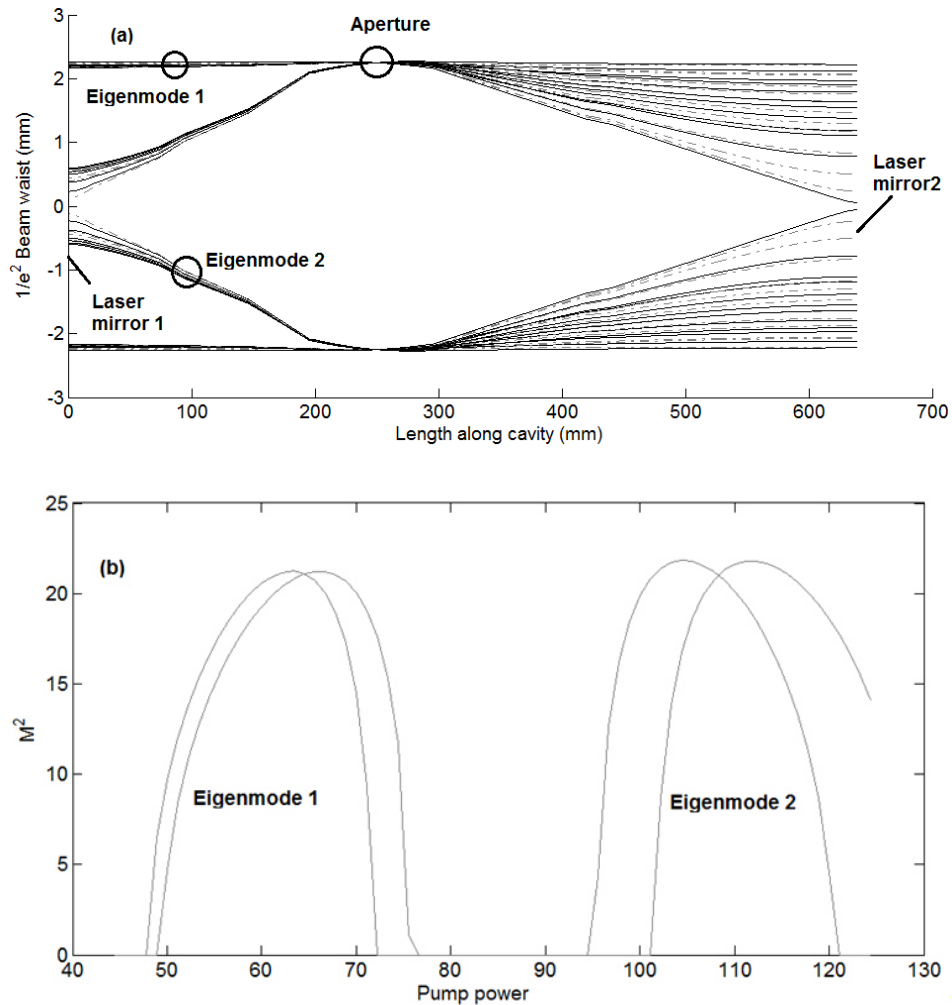 (a)
Aperture
Eigenmode 1
Eigenmode 2
Laser
mirror 1
Laser
mirror2
1/e² Beam waist (mm)
3
2
1
0
-1
-2
-3
0
100
200
300
400
500
600
700
Length along cavity (mm)
(b)
Eigenmode 1
Eigenmode 2
M²
25
20
15
10
5
0
40
50
60
70
80
90
100
110
120
130
Pump power